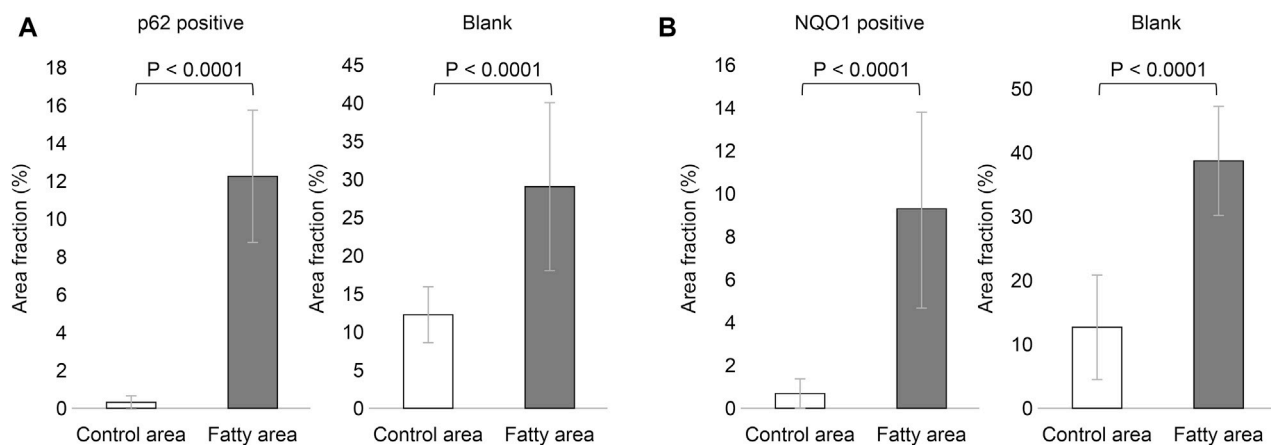 A
p62 positive
P < 0.0001
Area fraction (%)
18
16
14
12
10
8
6
4
2
0
Control area
Fatty area
Blank
P < 0.0001
Area fraction (%)
45
40
35
30
25
20
15
10
5
0
Control area
Fatty area
B
NQO1 positive
P < 0.0001
Area fraction (%)
16
14
12
10
8
6
4
2
0
Control area
Fatty area
Blank
P < 0.0001
Area fraction (%)
50
40
30
20
10
0
Control area
Fatty area